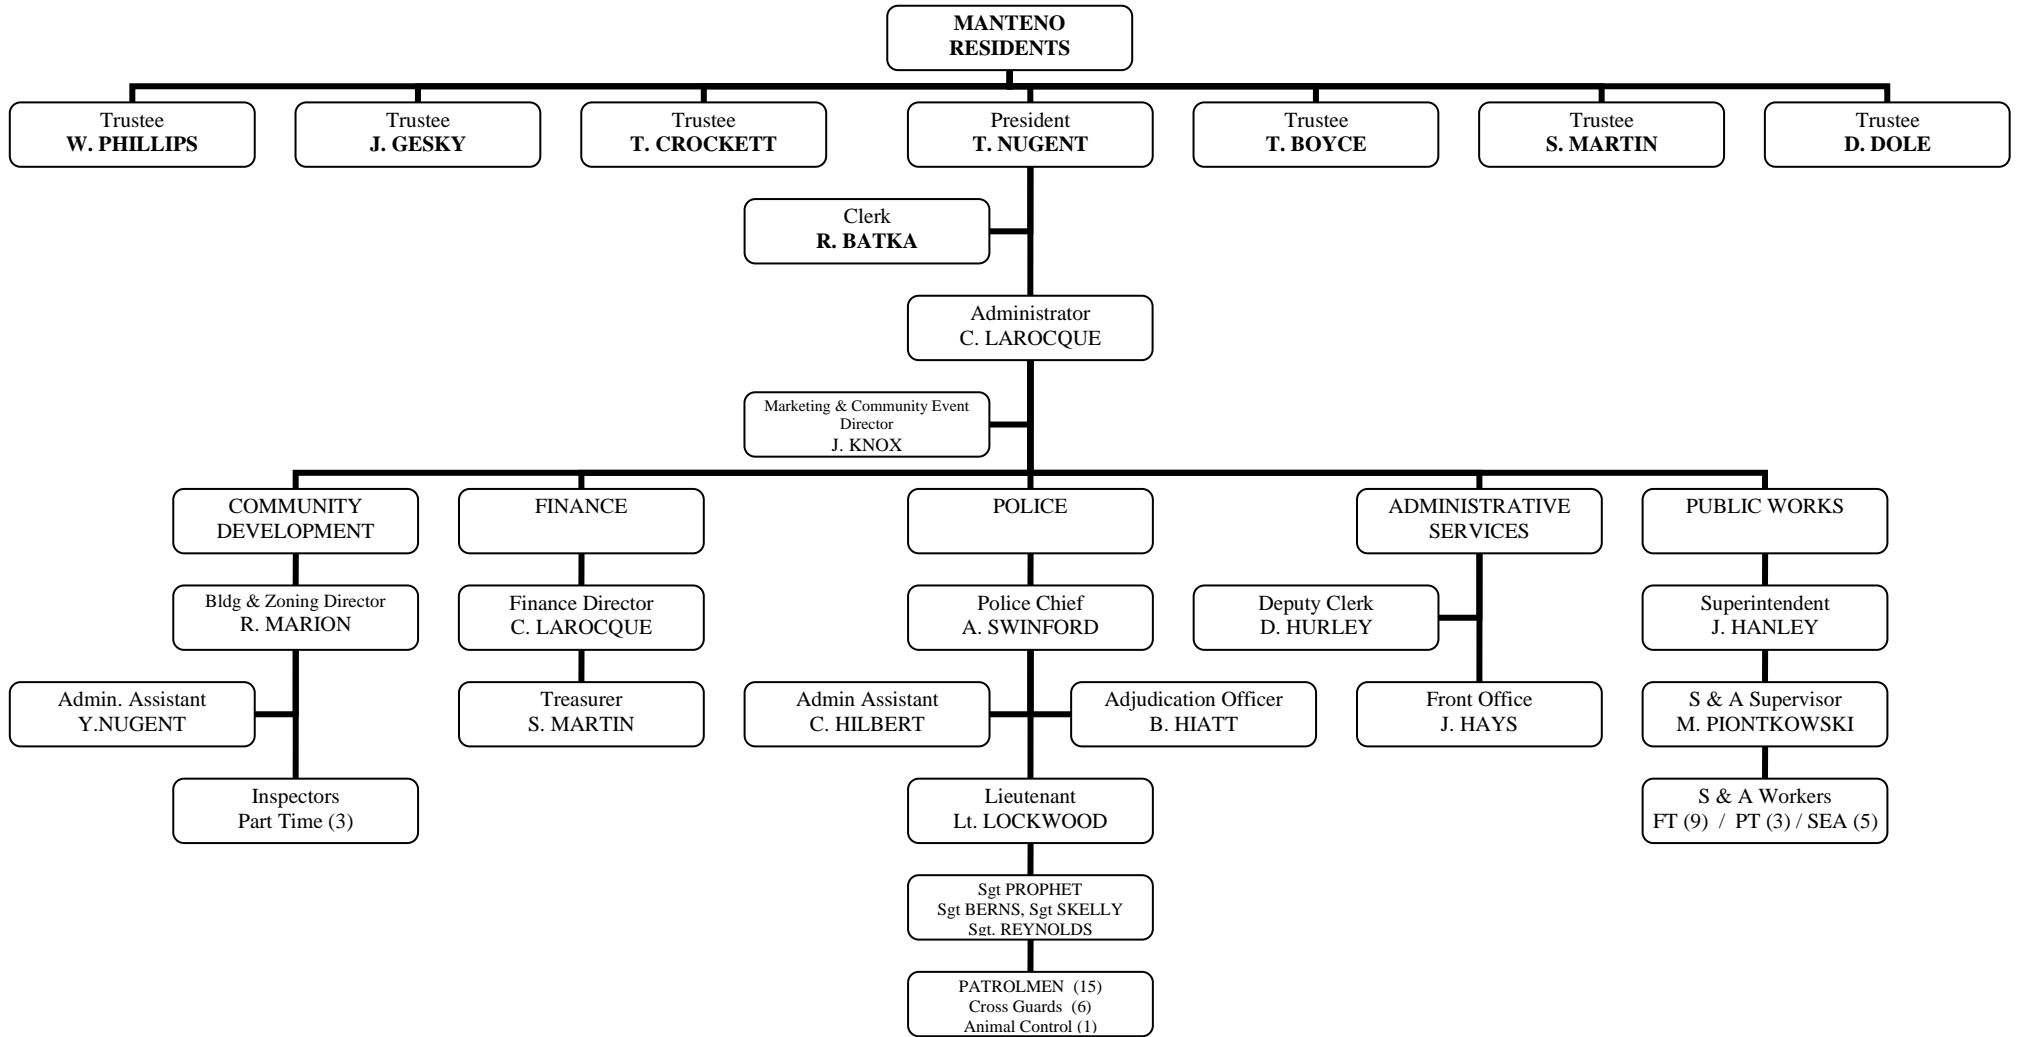 MANTENO
RESIDENTS
Trustee
W. PHILLIPS
Trustee
J. GESKY
Trustee
T. CROCKETT
President
T. NUGENT
Trustee
T. BOYCE
Trustee
S. MARTIN
Trustee
D. DOLE
Clerk
R. BATKA
Administrator
C. LAROCQUE
Marketing & Community Event
Director
J. KNOX
COMMUNITY
DEVELOPMENT
FINANCE
POLICE
ADMINISTRATIVE
SERVICES
PUBLIC WORKS
Bldg & Zoning Director
R. MARION
Finance Director
C. LAROCQUE
Police Chief
A. SWINFORD
Deputy Clerk
D. HURLEY
Superintendent
J. HANLEY
Admin. Assistant
Y.NUGENT
Treasurer
S. MARTIN
Admin Assistant
C. HILBERT
Adjudication Officer
B. HIATT
Front Office
J. HAYS
S & A Supervisor
M. PIONTKOWSKI
Inspectors
Part Time (3)
Lieutenant
Lt. LOCKWOOD
S & A Workers
FT (9) / PT (3) / SEA (5)
Sgt PROPHET
Sgt BERNS, Sgt SKELLY
Sgt. REYNOLDS
PATROLMEN (15)
Cross Guards (6)
Animal Control (1)